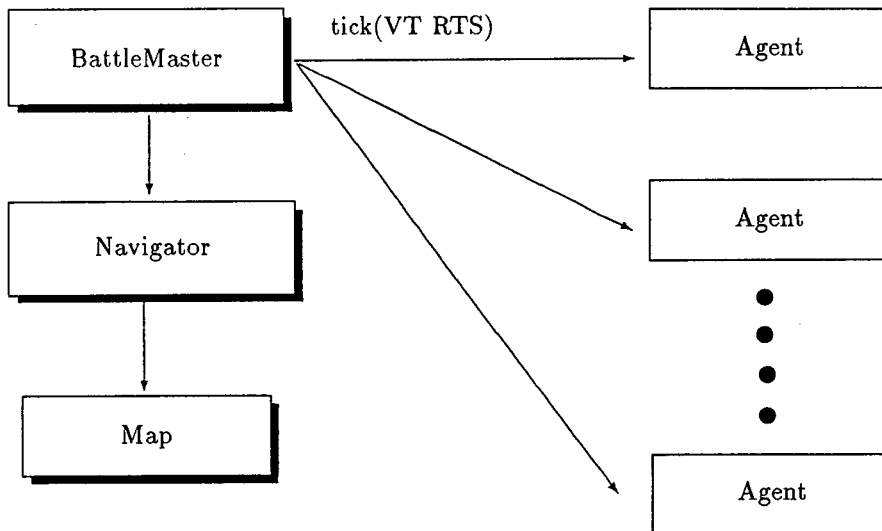 tick(VT RTS)
BattleMaster
Agent
Navigator
Agent
Map
Agent